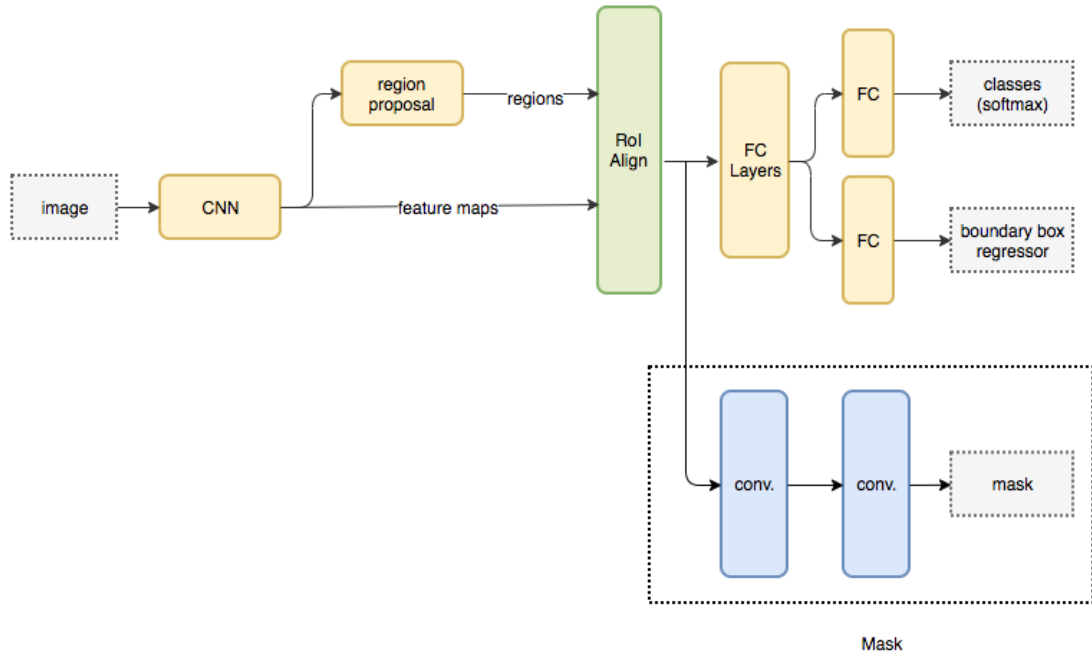 region
proposal
regions
image
CNN
feature maps
RoI
Align
FC
Layers
FC
classes
(softmax)
FC
boundary box
regressor
conv.
conv.
mask
Mask